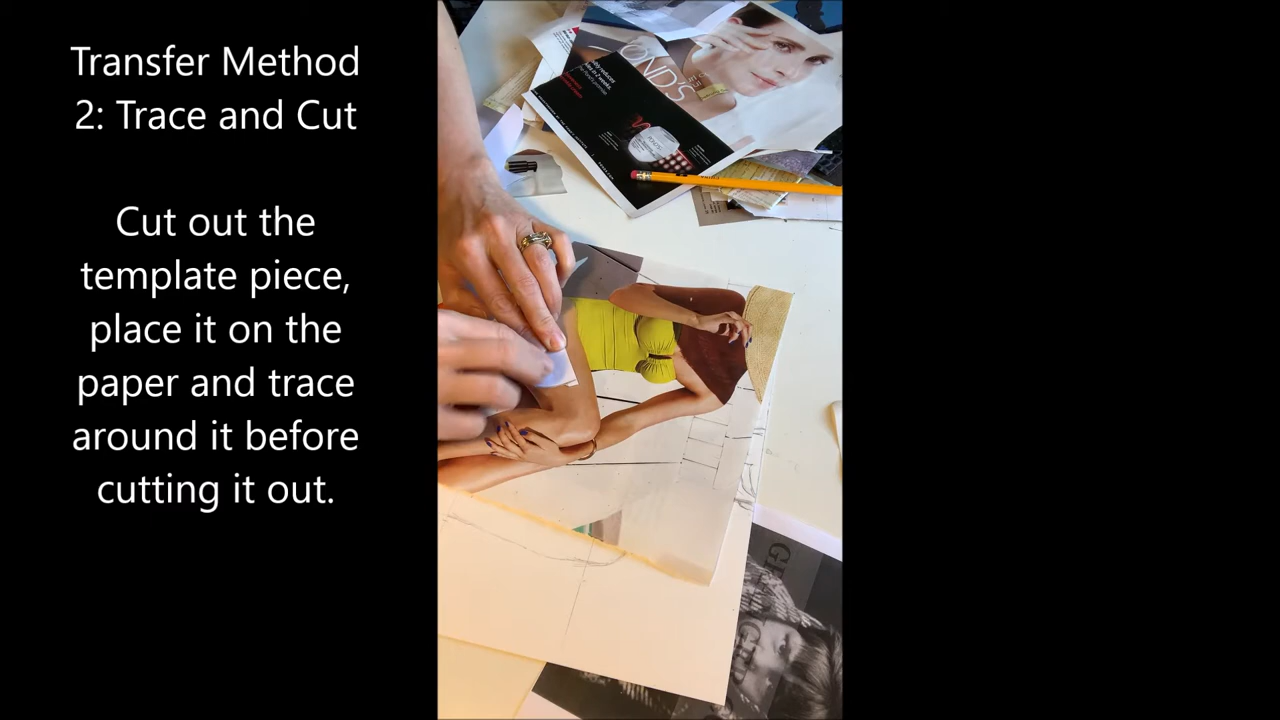 Transfer Method
2: Trace and Cut
Cut out the
template piece,
place it on the
paper and trace
around it before
cutting it out.
POND'S